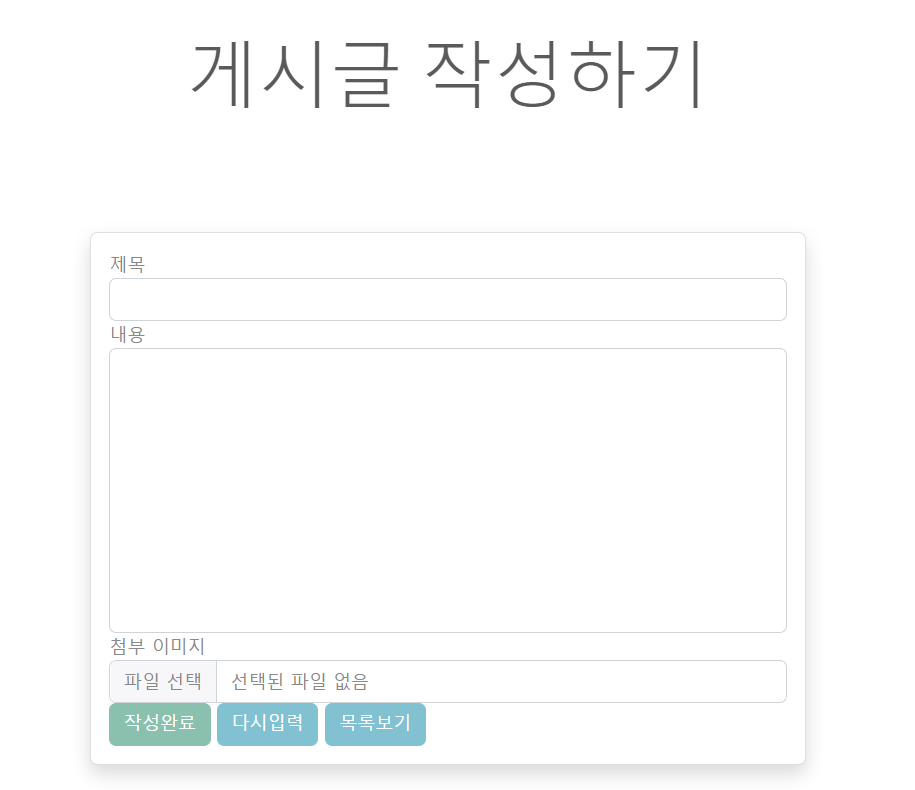 게시글 작성하기
제목
내용
첨부 이미지
파일 선택 선택된 파일 없음
작성완료 다시입력 목록보기